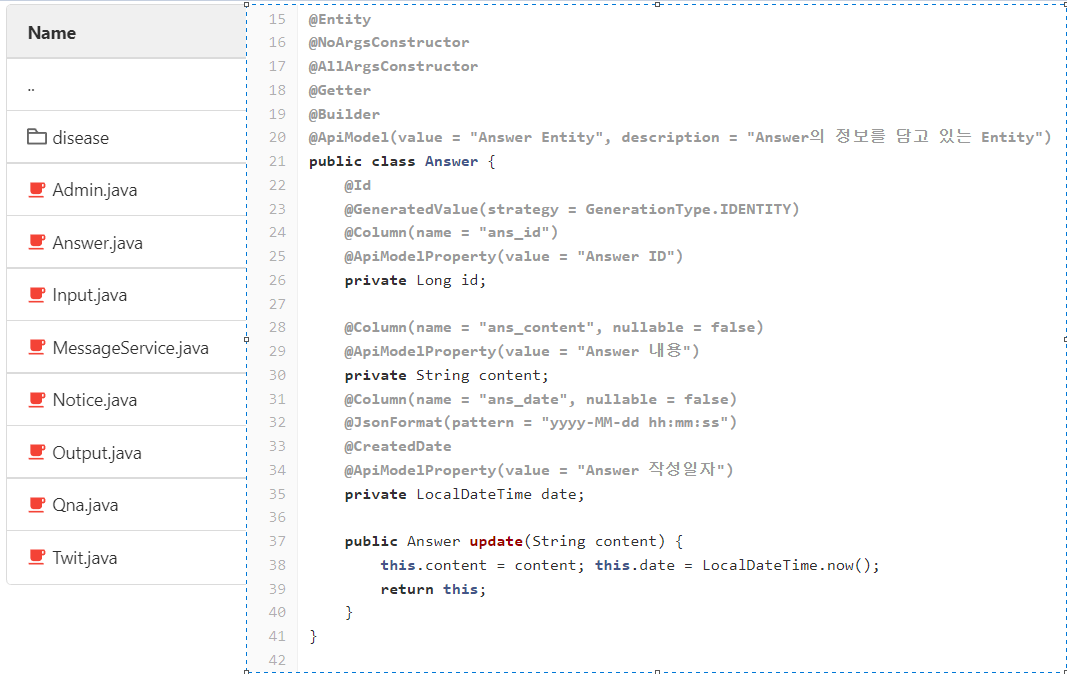 Name
..
disease
Admin.java
Answer.java
Input.java
MessageService.java
Notice.java
Output.java
Qna.java
Twit.java
15 @Entity
16 @NoArgsConstructor
17 @AllArgsConstructor
18 @Getter
19 @Builder
20 @ApiModel(value = "Answer Entity", description = "Answer의 정보를 담고 있는 Entity")
21 public class Answer {
22     @Id
23     @GeneratedValue(strategy = GenerationType.IDENTITY)
24     @Column(name = "ans_id")
25     @ApiModelProperty(value = "Answer ID")
26     private Long id;
27
28     @Column(name = "ans_content", nullable = false)
29     @ApiModelProperty(value = "Answer 내용")
30     private String content;
31     @Column(name = "ans_date", nullable = false)
32     @JsonFormat(pattern = "yyyy-MM-dd hh:mm:ss")
33     @CreatedDate
34     @ApiModelProperty(value = "Answer 작성일자")
35     private LocalDateTime date;
36
37     public Answer update(String content) {
38         this.content = content; this.date = LocalDateTime.now();
39         return this;
40     }
41 }
42